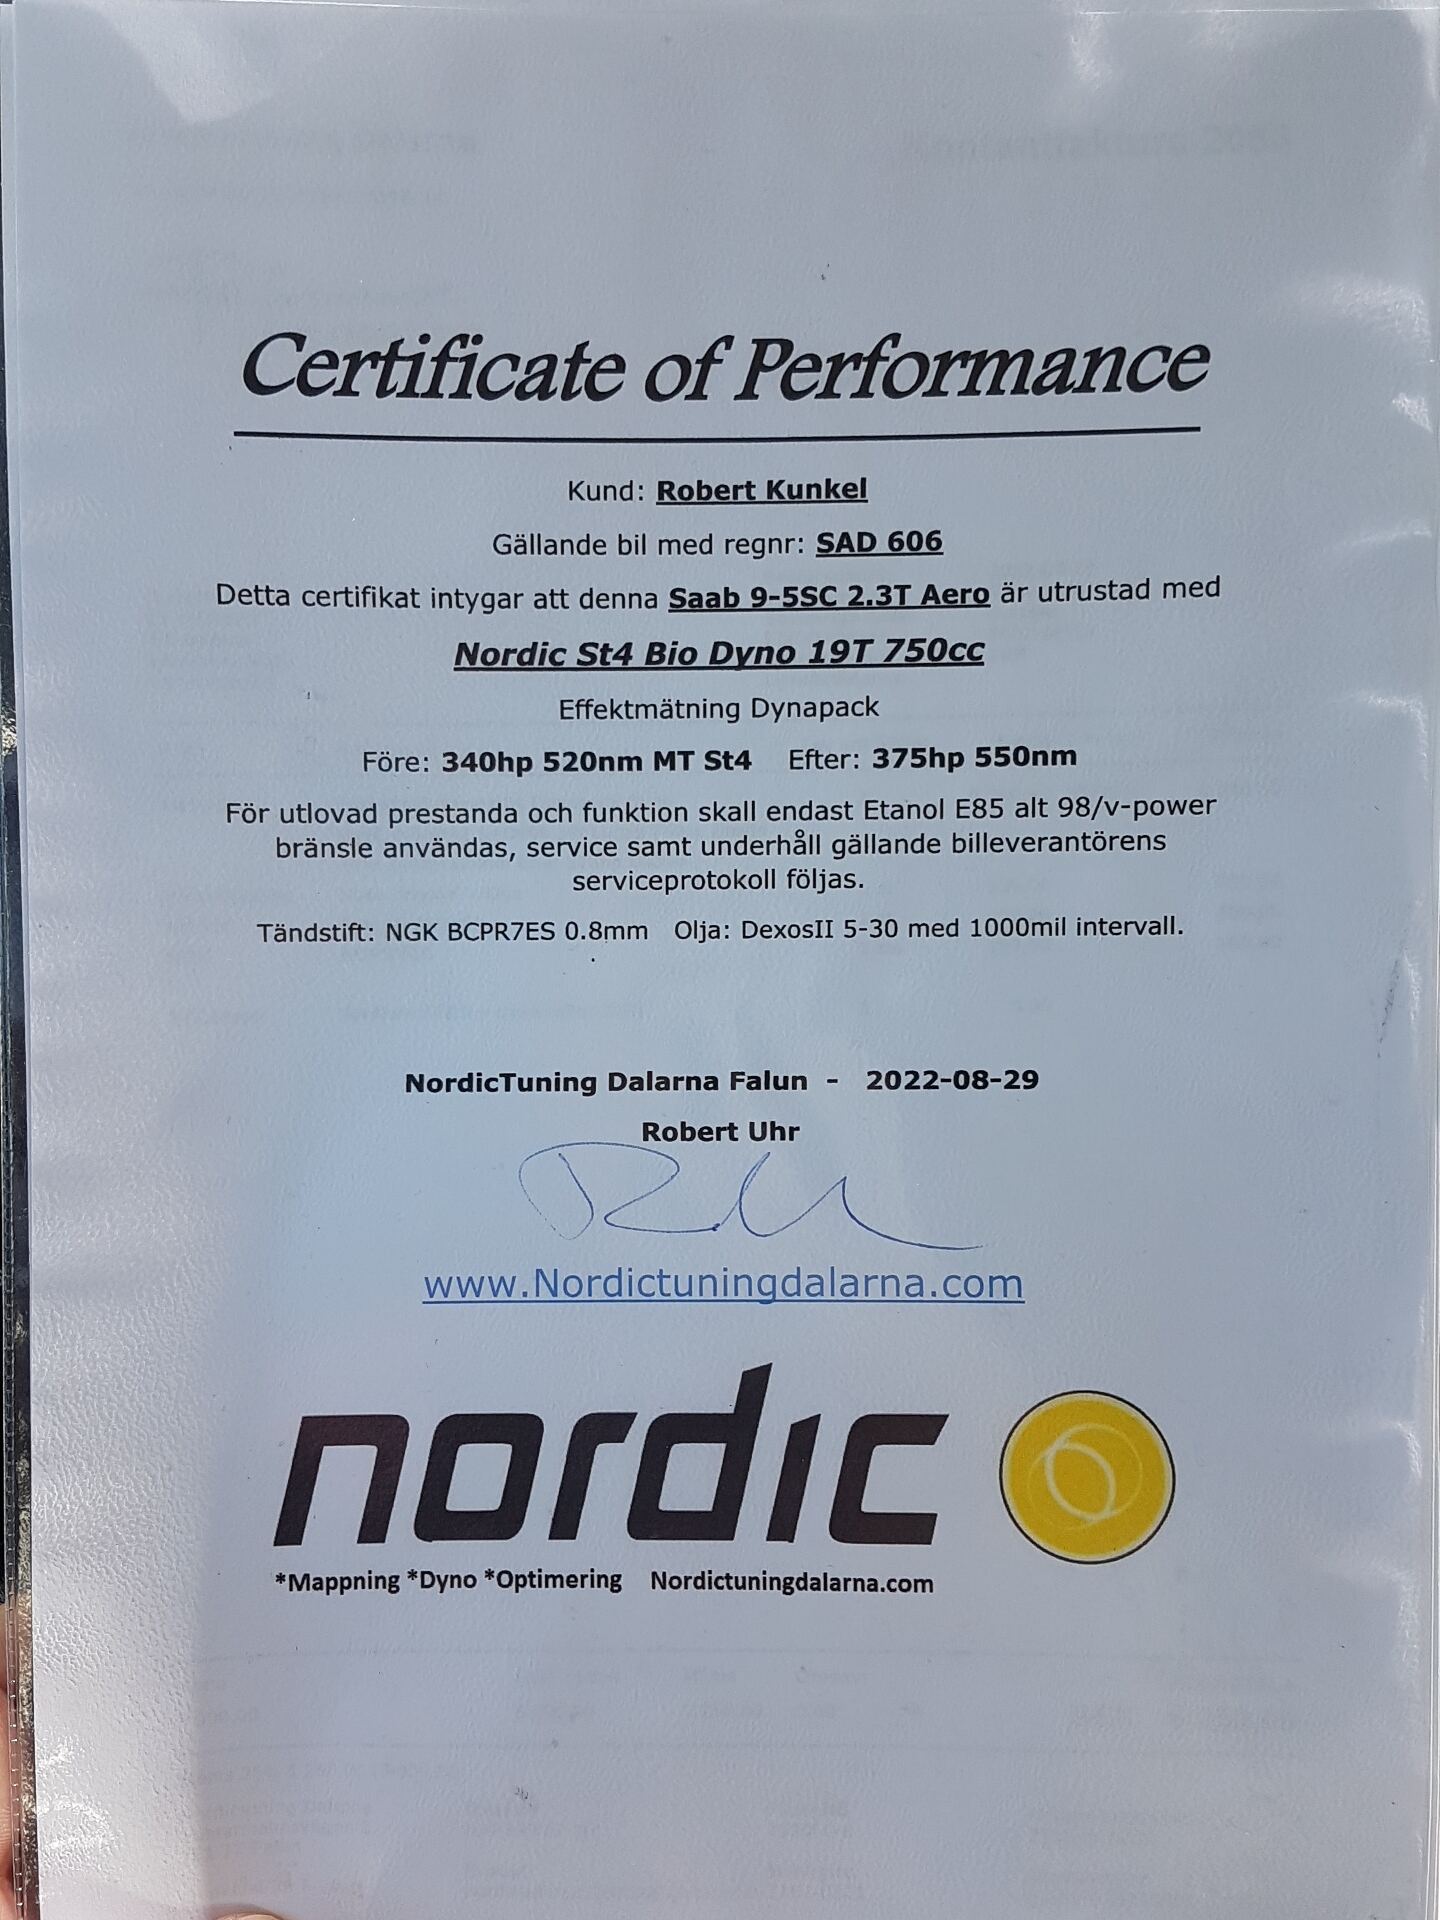 Certificate of Performance
Kund: Robert Kunkel
Gällande bil med regnr: SAD 606
Detta certifikat intygar att denna Saab 9-5SC 2.3T Aero är utrustad med
Nordic St4 Bio Dyno 19T 750cc
Effektmätning Dynapack
Före: 340hp 520nm MT St4 Efter: 375hp 550nm
För utlovad prestanda och funktion skall endast Etanol E85 alt 98/v-power
bränsle användas, service samt underhåll gällande billeverantörens
serviceprotokoll följas.
Tändstift: NGK BCPR7ES 0.8mm Olja: DexosII 5-30 med 1000mil intervall.
NordicTuning Dalarna Falun - 2022-08-29
Robert Uhr
www.Nordictuningdalarna.com
nordic
*Mappning *Dyno *Optimering Nordictuningdalarna.com